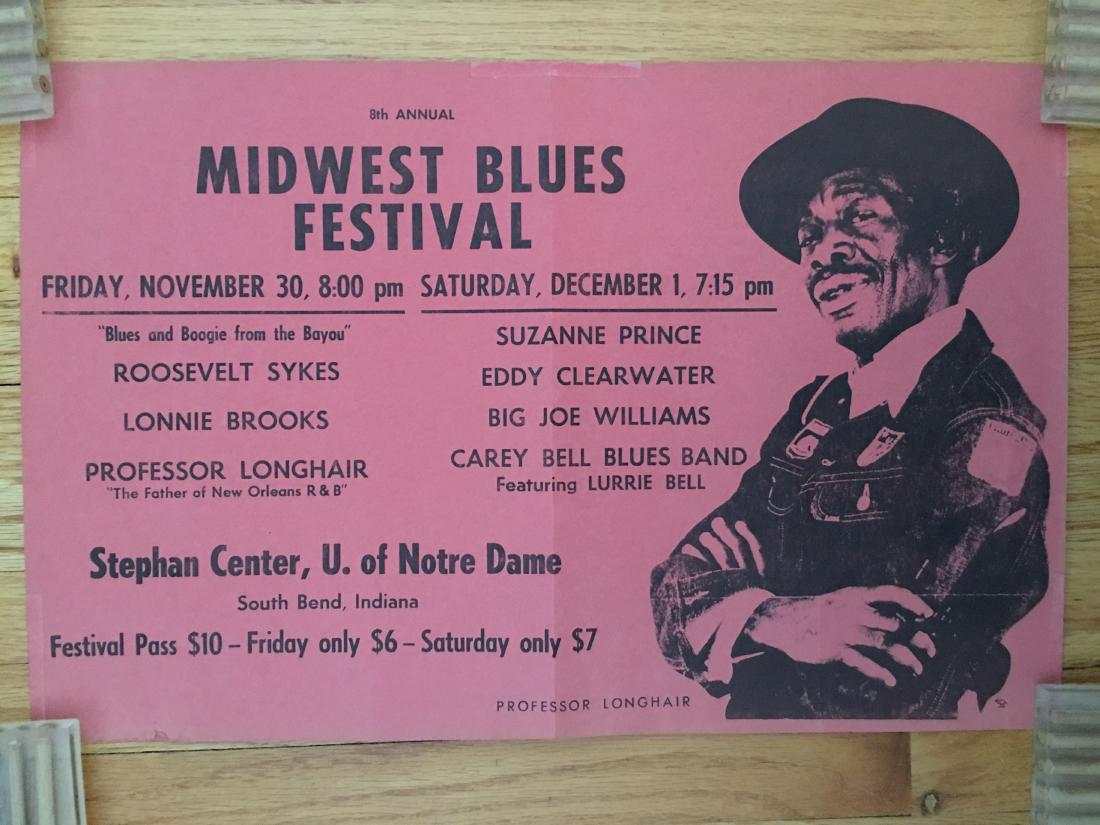 8th ANNUAL
MIDWEST BLUES
FESTIVAL
FRIDAY, NOVEMBER 30, 8:00 pm
"Blues and Boogie from the Bayou"
ROOSEVELT SYKES
LONNIE BROOKS
PROFESSOR LONGHAIR
"The Father of New Orleans R & B"
SATURDAY, DECEMBER 1, 7:15 pm
SUZANNE PRINCE
EDDY CLEARWATER
BIG JOE WILLIAMS
CAREY BELL BLUES BAND
Featuring LURRIE BELL
Stephan Center, U. of Notre Dame
South Bend, Indiana
Festival Pass $10 – Friday only $6 – Saturday only $7
PROFESSOR LONGHAIR